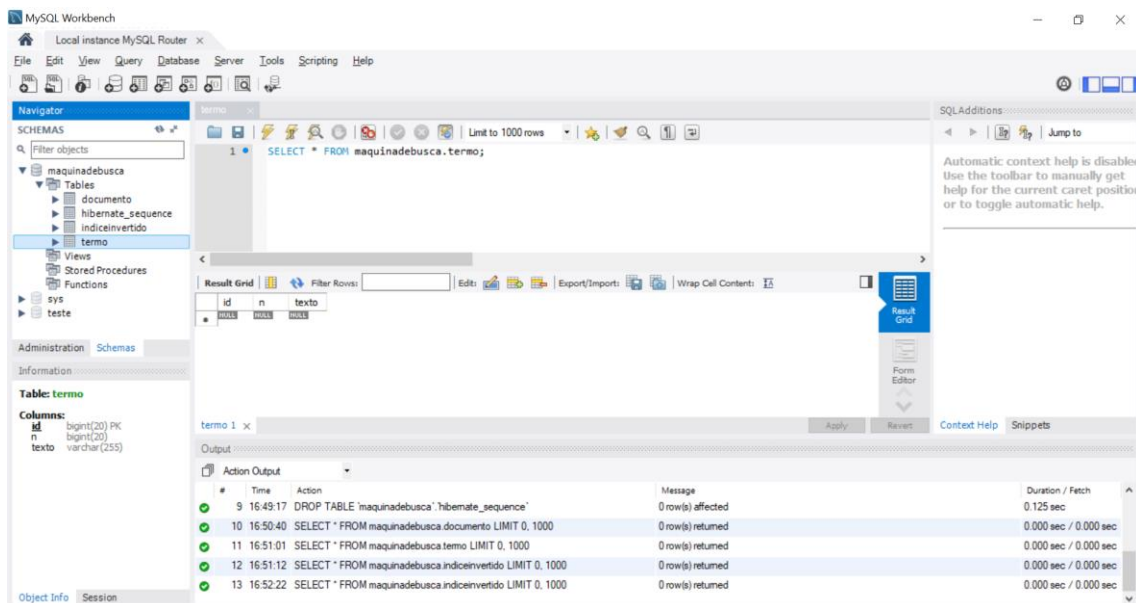 MySQL Workbench
Local instance MySQL Router ×
File Edit View Query Database Server Tools Scripting Help
Navigator
SCHEMAS
Filter objects
maquinadebusca
Tables
documento
hibernate_sequence
indiceinvertido
termo
Views
Stored Procedures
Functions
sys
teste
Administration Schemas
Information
Table: termo
Columns:
id bigint(20) PK
n bigint(20)
texto varchar(255)
Object Info Session
termo ×
Limit to 1000 rows
1 SELECT * FROM maquinadebusca.termo;
Result Grid Filter Rows: Edit: Export/Import: Wrap Cell Content:
id n texto
NULL NULL NULL
Result Grid
Form Editor
termo 1 × Apply Revert
SQLAdditions
Jump to
Automatic context help is disabled
Use the toolbar to manually get
help for the current caret position
or to toggle automatic help.
Context Help Snippets
Output
Action Output
# Time Action Message Duration / Fetch
9 16:49:17 DROP TABLE `maquinadebusca`.`hibernate_sequence` 0 row(s) affected 0.125 sec
10 16:50:40 SELECT * FROM maquinadebusca.documento LIMIT 0, 1000 0 row(s) returned 0.000 sec / 0.000 sec
11 16:51:01 SELECT * FROM maquinadebusca.termo LIMIT 0, 1000 0 row(s) returned 0.000 sec / 0.000 sec
12 16:51:12 SELECT * FROM maquinadebusca.indiceinvertido LIMIT 0, 1000 0 row(s) returned 0.000 sec / 0.000 sec
13 16:52:22 SELECT * FROM maquinadebusca.indiceinvertido LIMIT 0, 1000 0 row(s) returned 0.000 sec / 0.000 sec